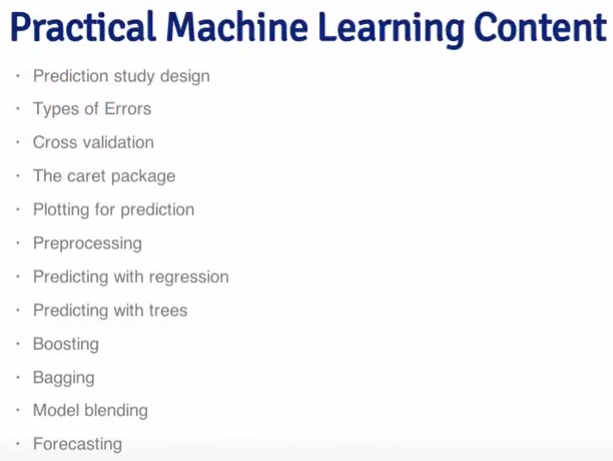 Practical Machine Learning Content
· Prediction study design
· Types of Errors
· Cross validation
· The caret package
· Plotting for prediction
· Preprocessing
· Predicting with regression
· Predicting with trees
· Boosting
· Bagging
· Model blending
· Forecasting